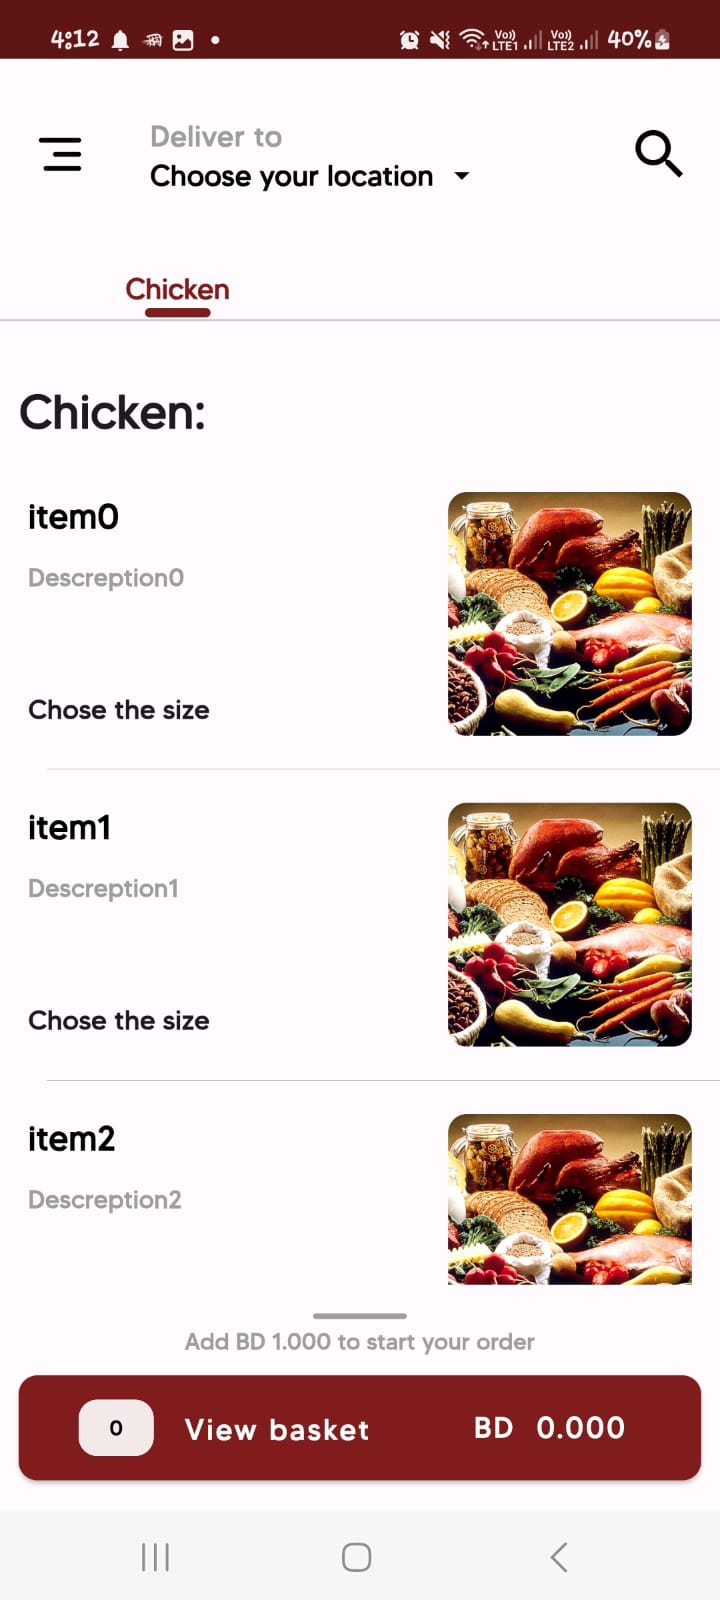 4:12
Vo)) LTE1
Vo)) LTE2
40%
Deliver to
Choose your location
Chicken
Chicken:
item0
Descreption0
Chose the size
item1
Descreption1
Chose the size
item2
Descreption2
Add BD 1.000 to start your order
0 View basket BD 0.000